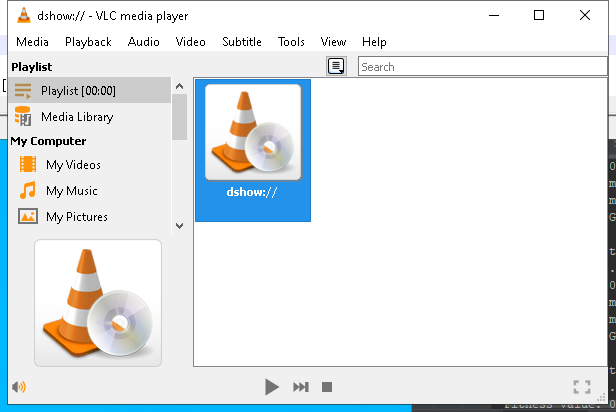 dshow:// - VLC media player
Media Playback Audio Video Subtitle Tools View Help
Playlist
Search
Playlist [00:00]
Media Library
My Computer
My Videos
My Music
My Pictures
dshow://